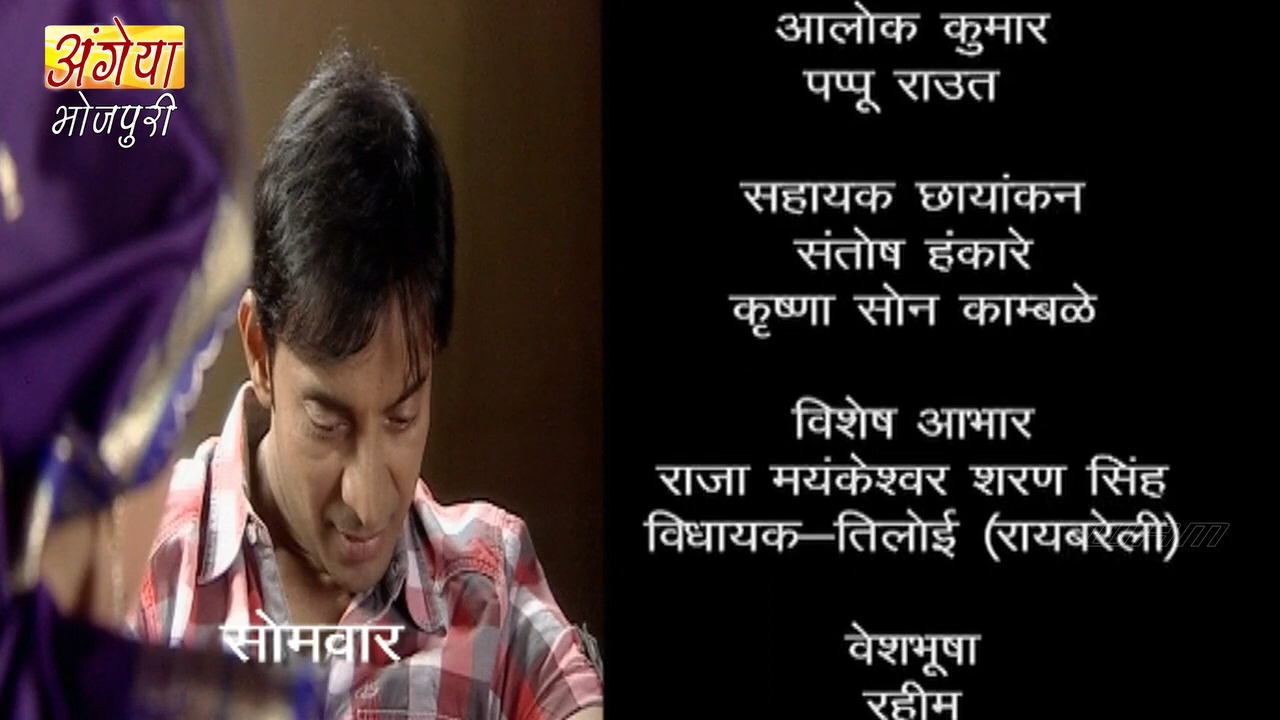 अंगेया
भोजपुरी
सोमवार
आलोक कुमार
पप्पू राउत
सहायक छायांकन
संतोष हंकारे
कृष्णा सोन काम्बळे
विशेष आभार
राजा मयंकेश्वर शरण सिंह
विधायक–तिलोई (रायबरेली)
वेशभूषा
रहीम